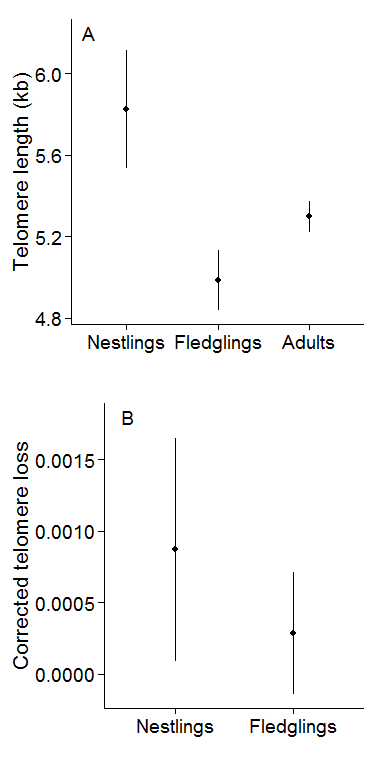 A
Telomere length (kb)
6.0
5.6
5.2
4.8
Nestlings Fledglings Adults
B
Corrected telomere loss
0.0015
0.0010
0.0005
0.0000
Nestlings Fledglings